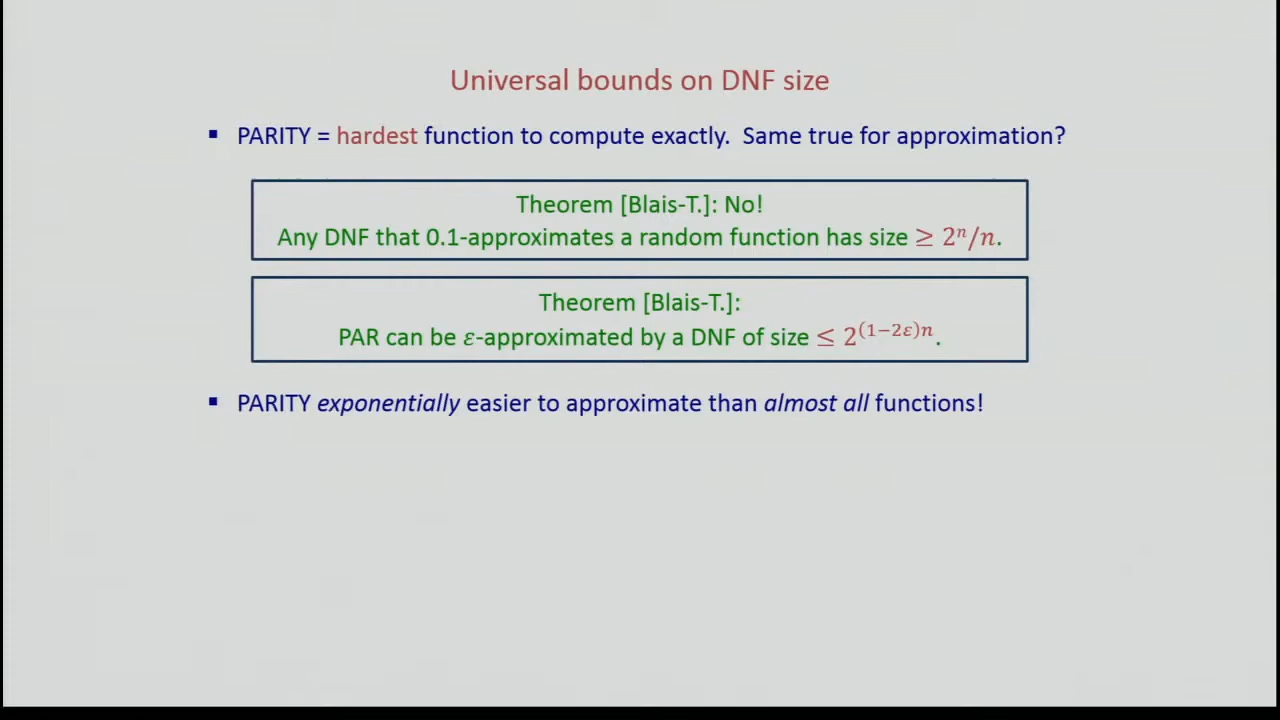 Universal bounds on DNF size
▪ PARITY = hardest function to compute exactly. Same true for approximation?
Theorem [Blais-T.]: No!
Any DNF that 0.1-approximates a random function has size ≥ 2ⁿ/n.
Theorem [Blais-T.]:
PAR can be ε-approximated by a DNF of size ≤ 2^(1−2ε)n.
▪ PARITY exponentially easier to approximate than almost all functions!